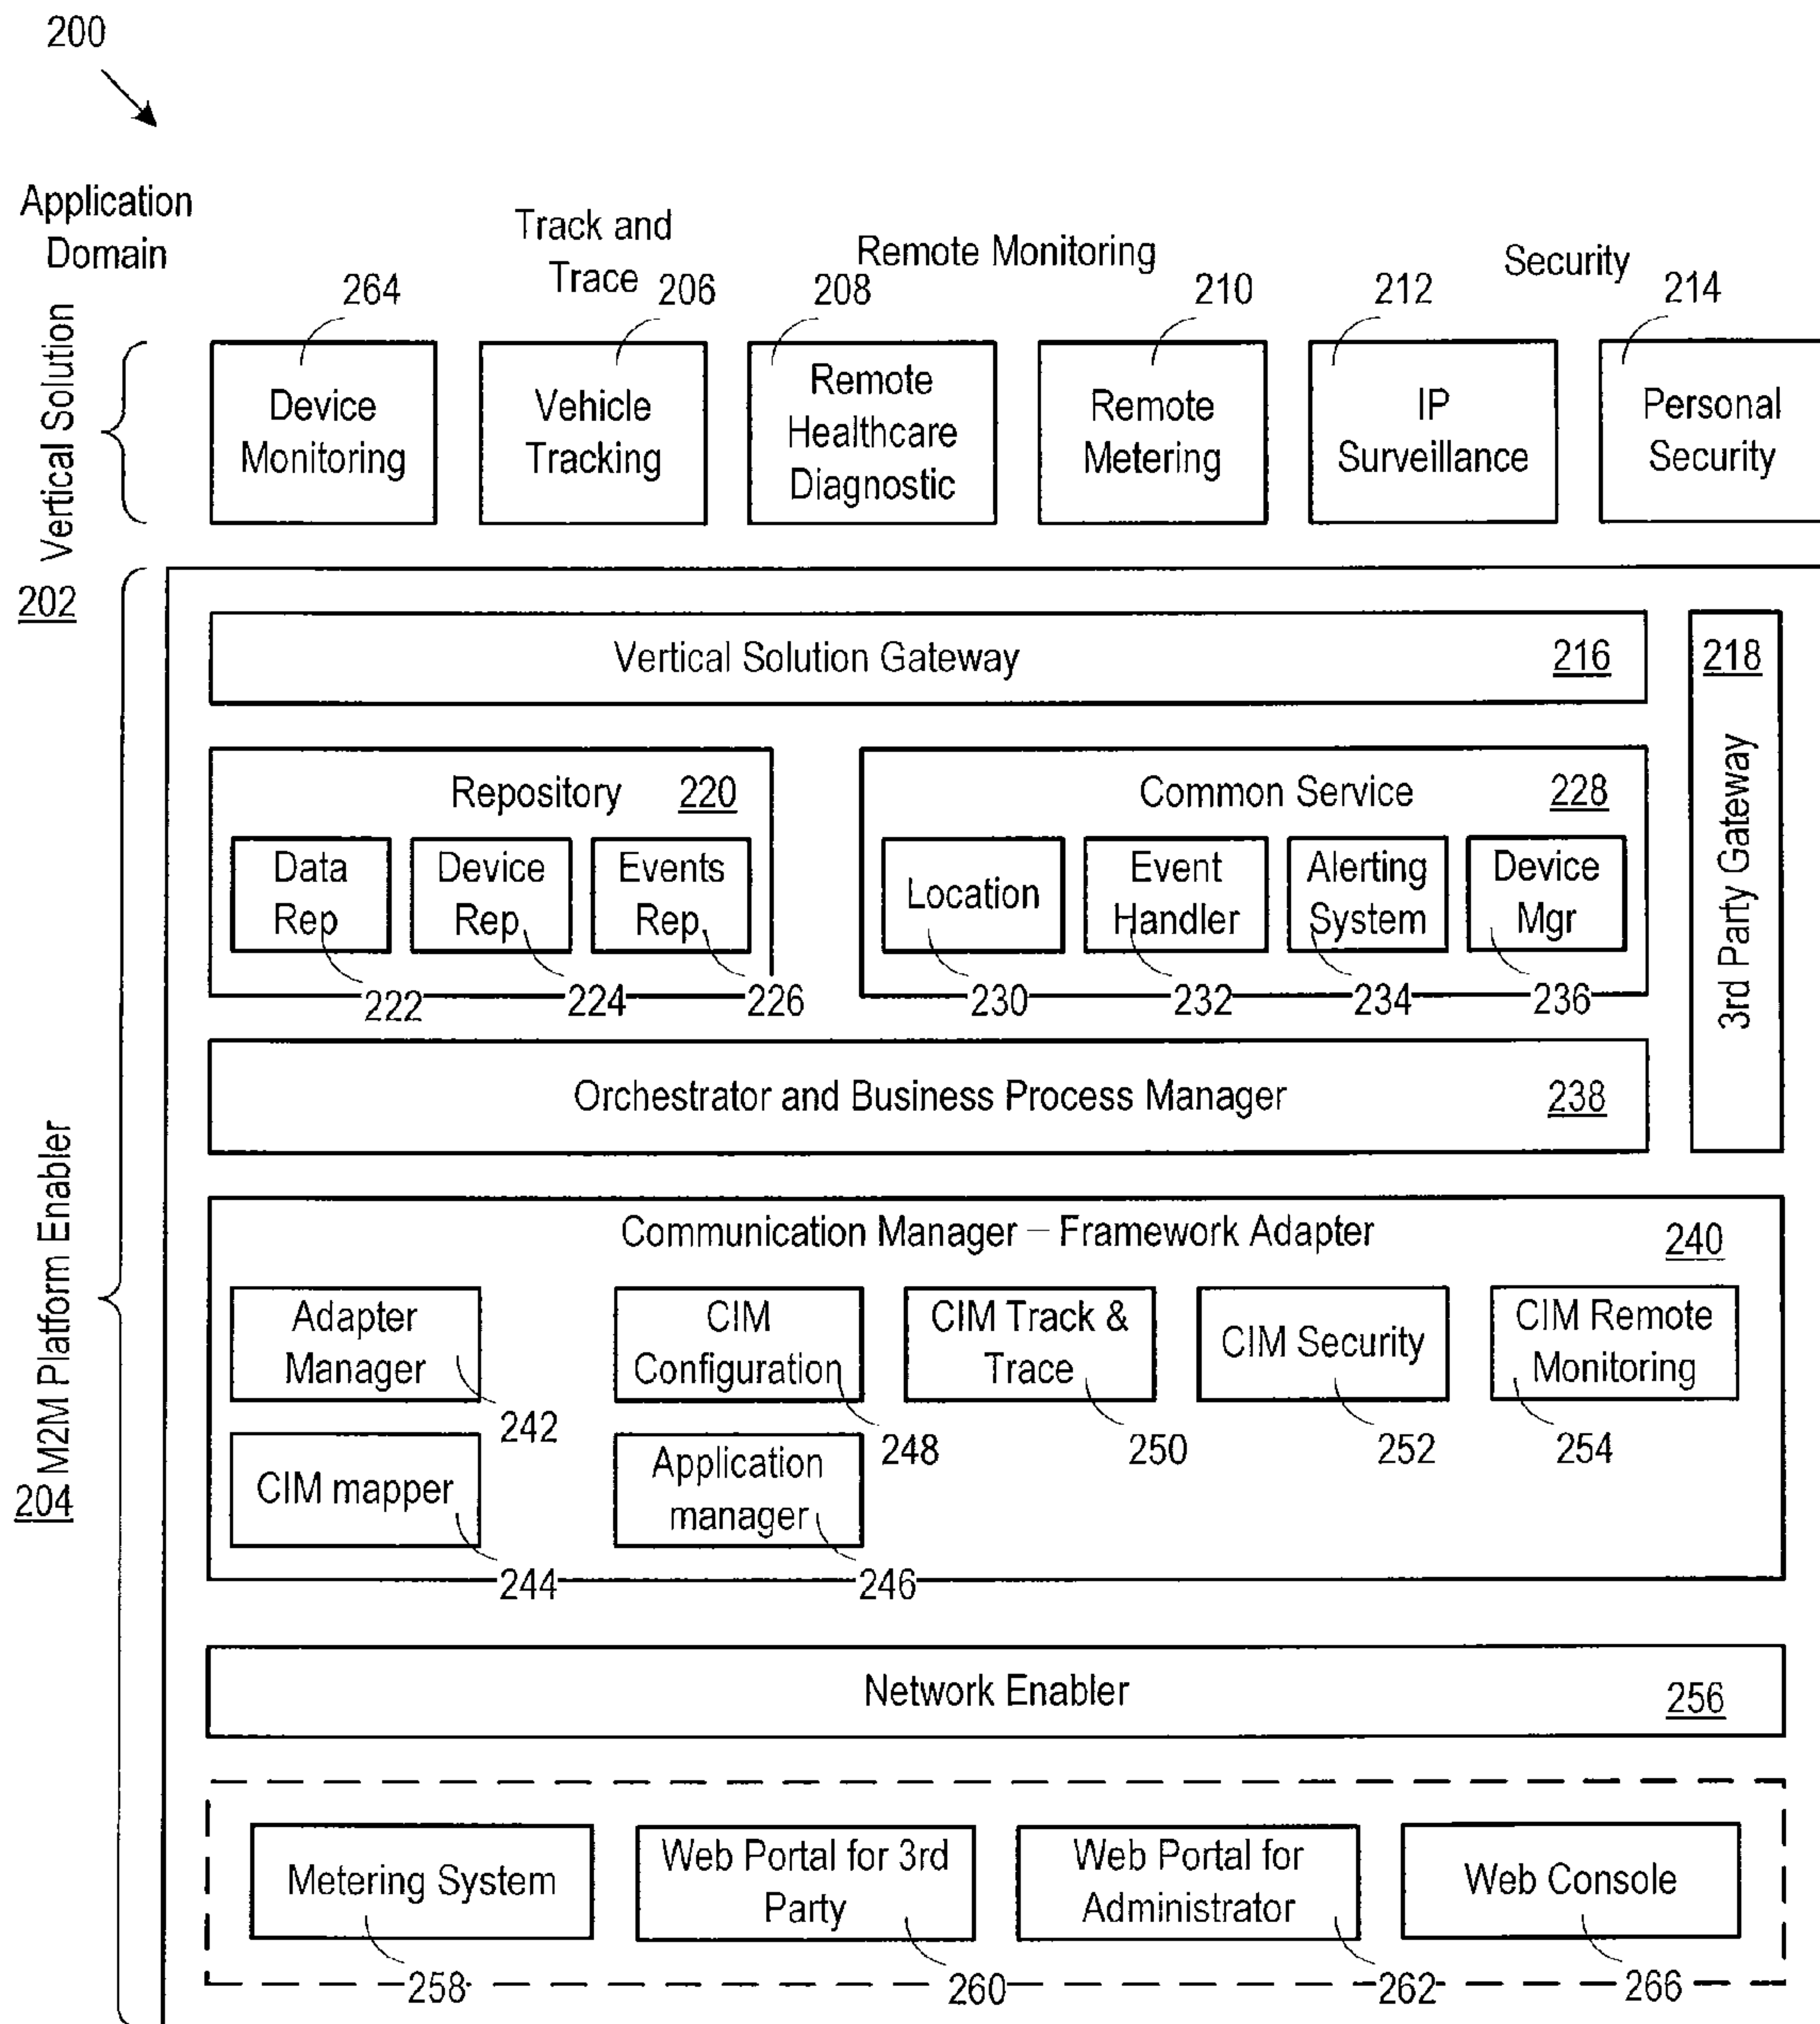 200
Application
Domain
Track and
Trace
Remote Monitoring
Security
264
206
208
210
212
214
Vertical Solution
202
Device
Monitoring
Vehicle
Tracking
Remote
Healthcare
Diagnostic
Remote
Metering
IP
Surveillance
Personal
Security
M2M Platform Enabler
204
Vertical Solution Gateway 216
218
3rd Party Gateway
Repository 220
Data
Rep
Device
Rep
Events
Rep.
222
224
226
Common Service 228
Location
Event
Handler
Alerting
System
Device
Mgr
230
232
234
236
Orchestrator and Business Process Manager 238
Communication Manager – Framework Adapter 240
Adapter
Manager
242
CIM
Configuration
248
CIM Track &
Trace
250
CIM Security
252
CIM Remote
Monitoring
254
CIM mapper
244
Application
manager
246
Network Enabler 256
Metering System
258
Web Portal for 3rd
Party
260
Web Portal for
Administrator
262
Web Console
266